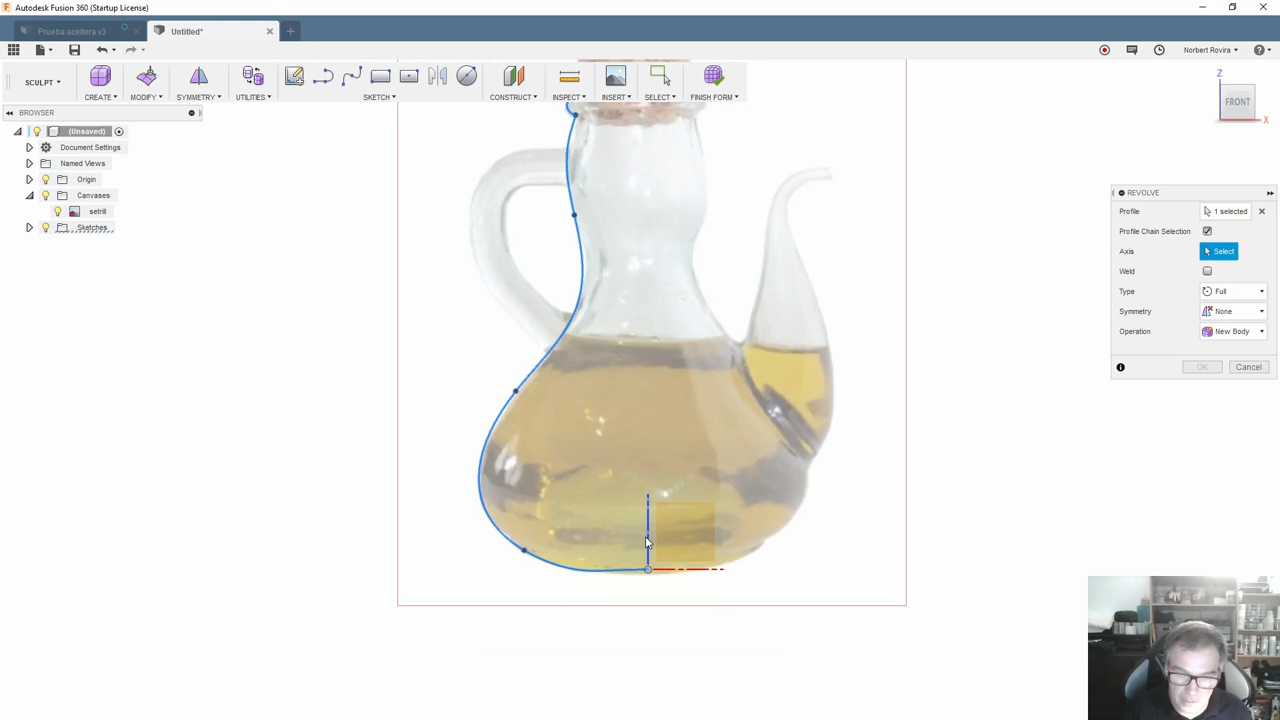 Autodesk Fusion 360 (Startup License)
Prueba aceitera v3
Untitled*
Norbert Rovira
SCULPT
CREATE
MODIFY
SYMMETRY
UTILITIES
SKETCH
CONSTRUCT
INSPECT
INSERT
SELECT
FINISH FORM
BROWSER
(Unsaved)
Document Settings
Named Views
Origin
Canvases
setrill
Sketches
Z
FRONT
X
REVOLVE
Profile 1 selected
Profile Chain Selection
Axis Select
Weld
Type Full
Symmetry None
Operation New Body
OK Cancel